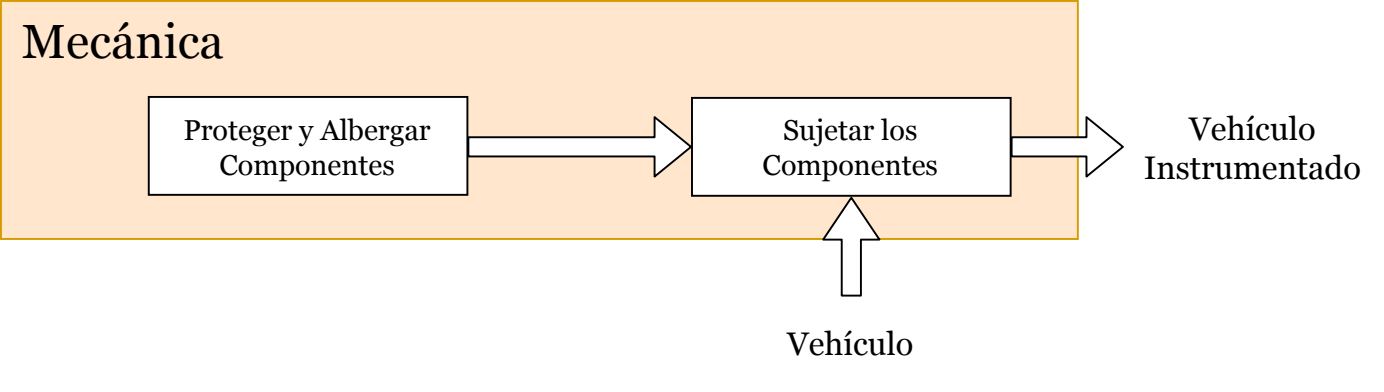 Mecánica
Proteger y Albergar
Componentes
Sujetar los
Componentes
Vehículo
Instrumentado
Vehículo